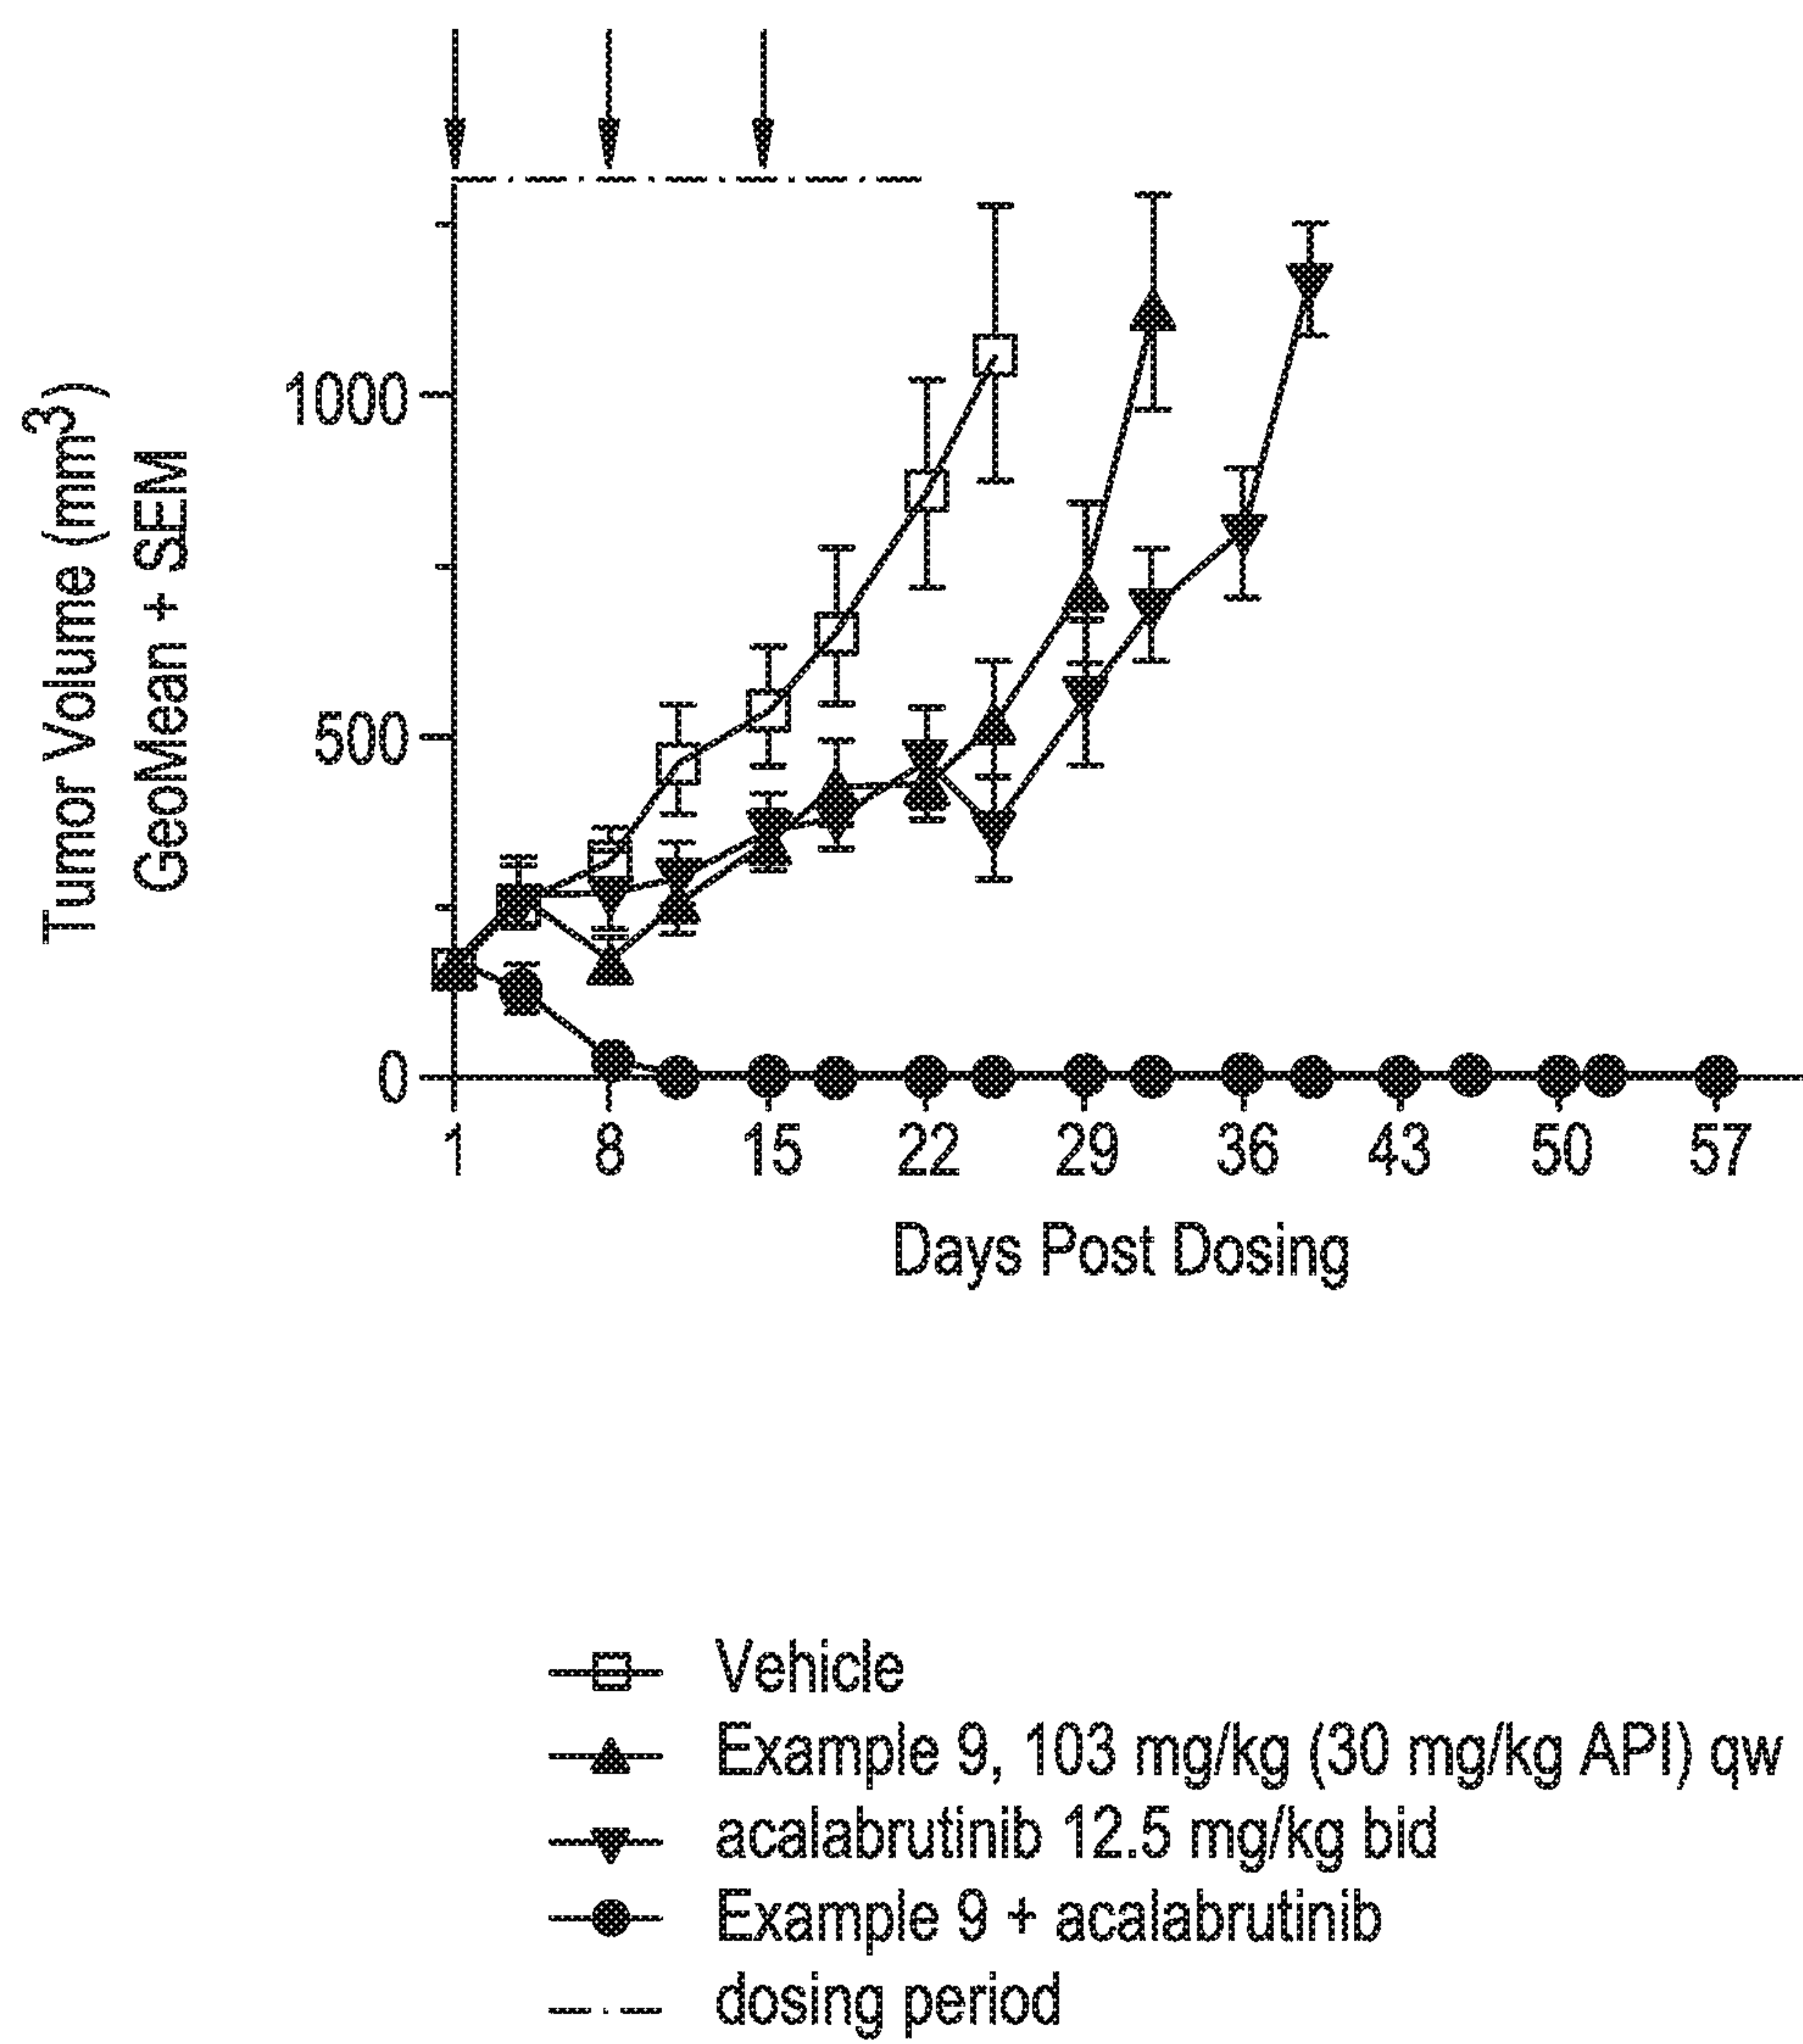 Tumor Volume (mm³)
GeoMean + SEM
1000
500
0
1 8 15 22 29 36 43 50 57
Days Post Dosing
Vehicle
Example 9, 103 mg/kg (30 mg/kg API) qw
acalabrutinib 12.5 mg/kg bid
Example 9 + acalabrutinib
dosing period